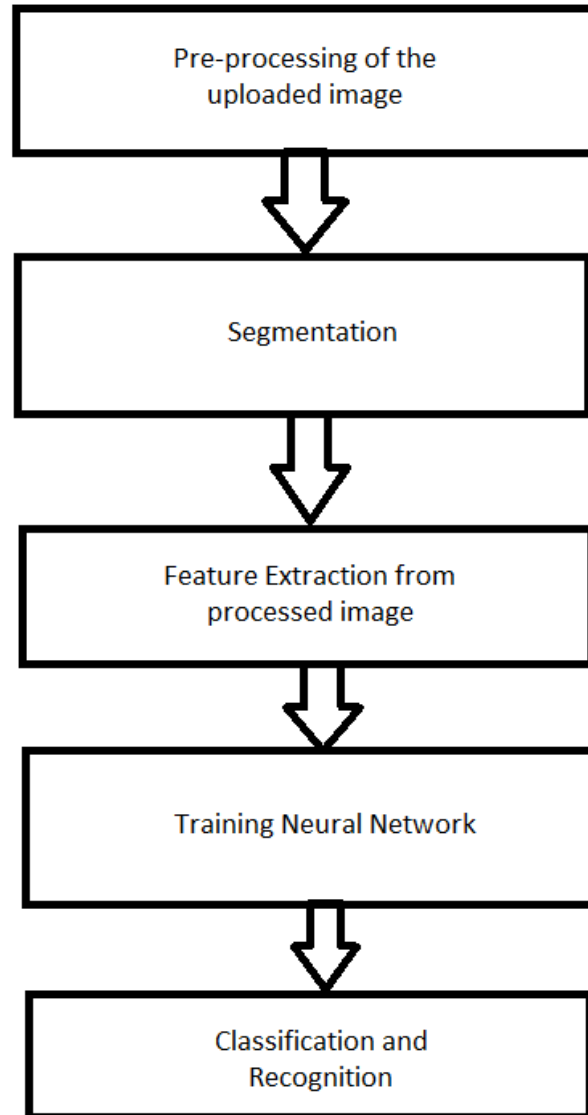 Pre-processing of the
uploaded image
Segmentation
Feature Extraction from
processed image
Training Neural Network
Classification and
Recognition